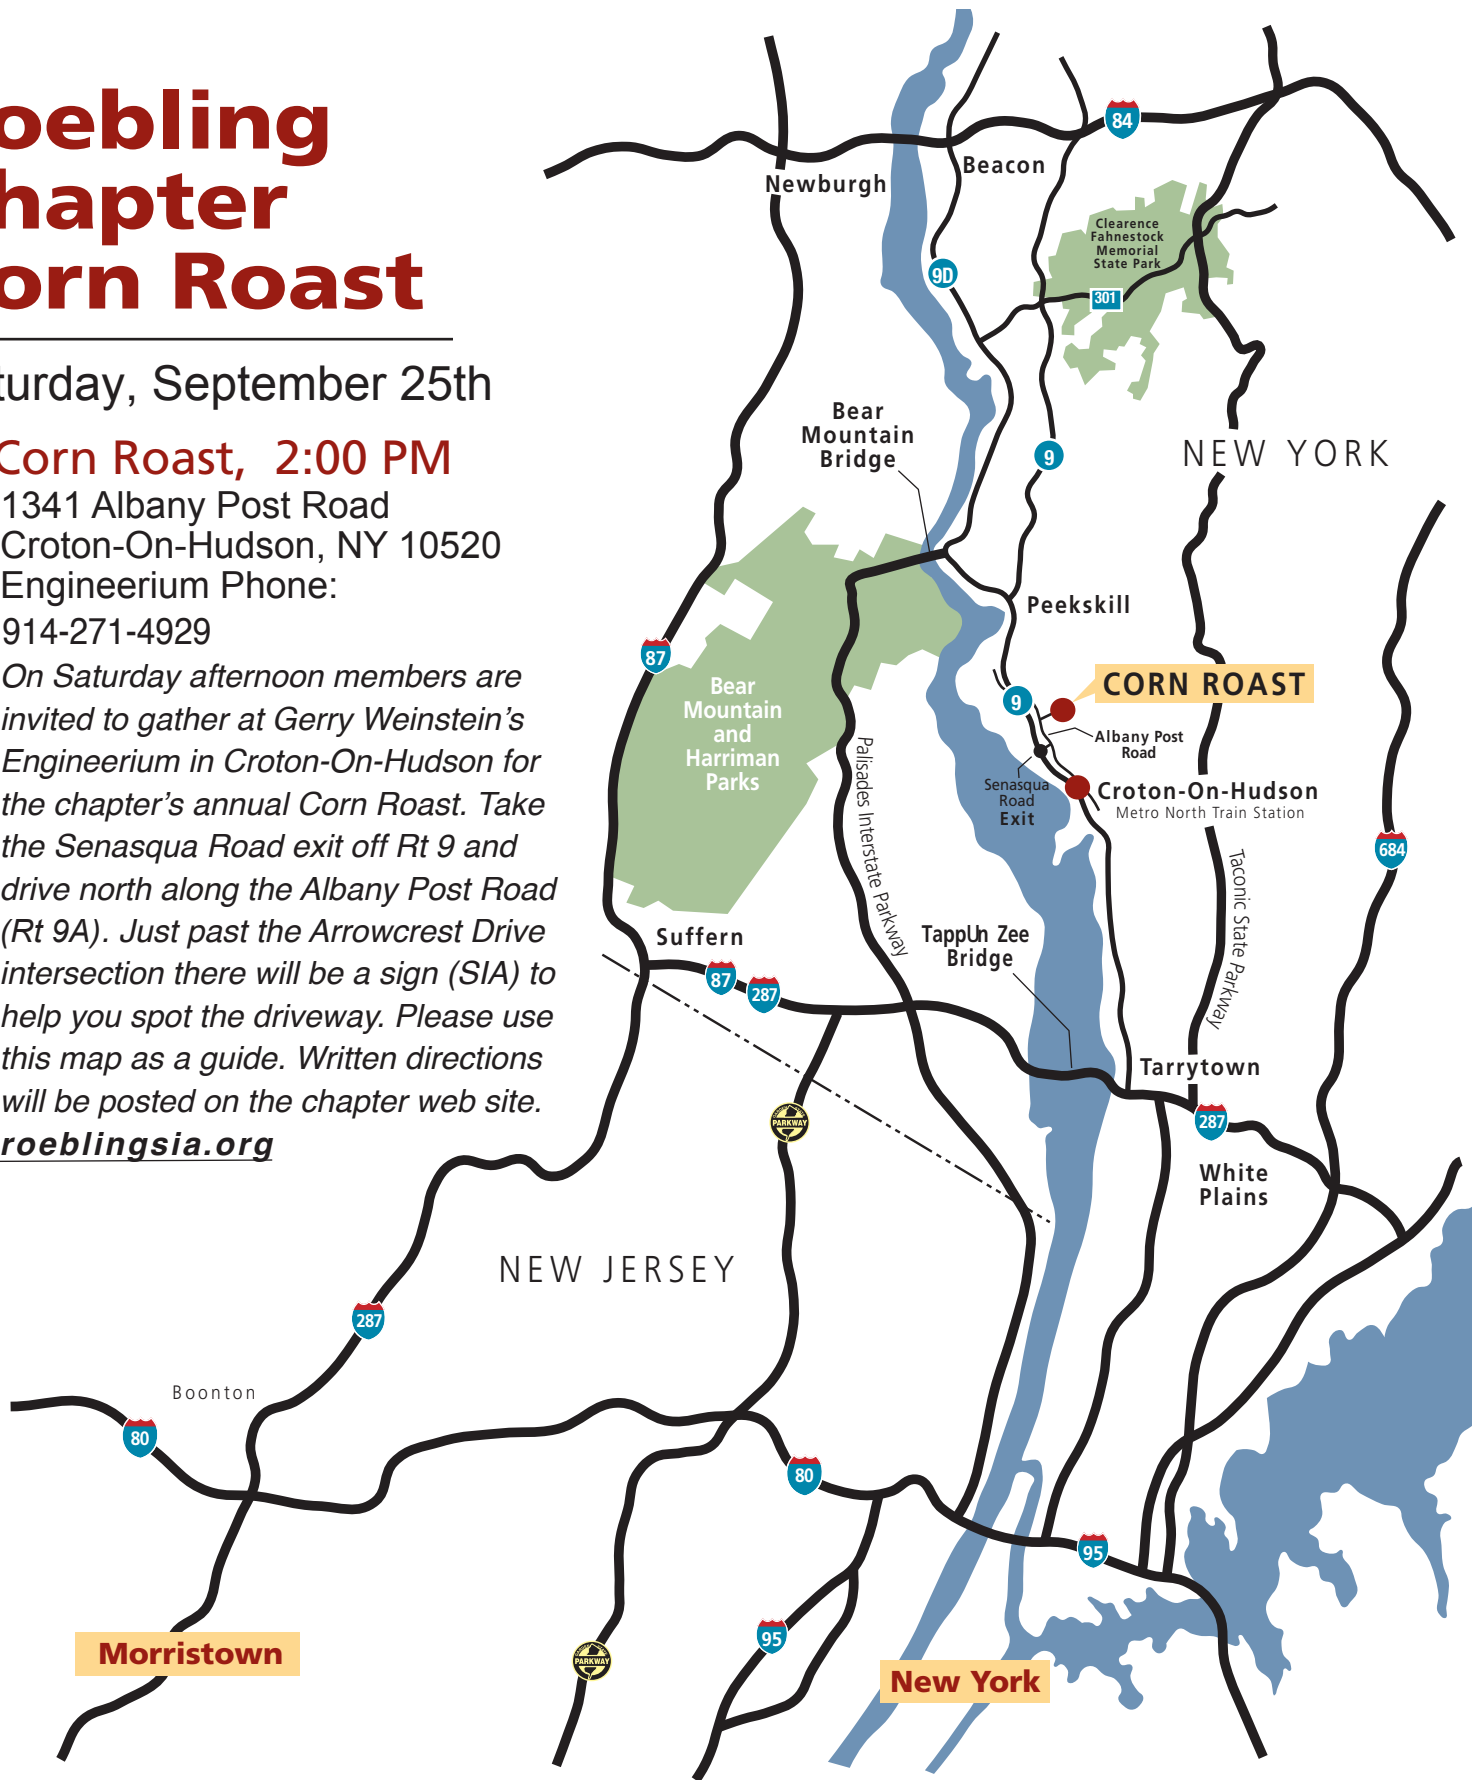 oebling
hapter
orn Roast
turday, September 25th
Corn Roast, 2:00 PM
1341 Albany Post Road
Croton-On-Hudson, NY 10520
Engineerium Phone:
914-271-4929
On Saturday afternoon members are
invited to gather at Gerry Weinstein’s
Engineerium in Croton-On-Hudson for
the chapter’s annual Corn Roast. Take
the Senasqua Road exit off Rt 9 and
drive north along the Albany Post Road
(Rt 9A). Just past the Arrowcrest Drive
intersection there will be a sign (SIA) to
help you spot the driveway. Please use
this map as a guide. Written directions
will be posted on the chapter web site.
roeblingsia.org
84
Beacon
Newburgh
Clearence
Fahnestock
Memorial
State Park
9D
301
Bear
Mountain
Bridge
9
NEW YORK
Peekskill
87
CORN ROAST
Bear
Mountain
and
Harriman
Parks
9
Albany Post
Road
Palisades Interstate Parkway
Senasqua
Road
Exit
Croton-On-Hudson
Metro North Train Station
684
Taconic State Parkway
Suffern
TappUn Zee
Bridge
87
287
Tarrytown
PARKWAY
287
White
Plains
NEW JERSEY
287
Boonton
80
80
95
Morristown
95
PARKWAY
New York